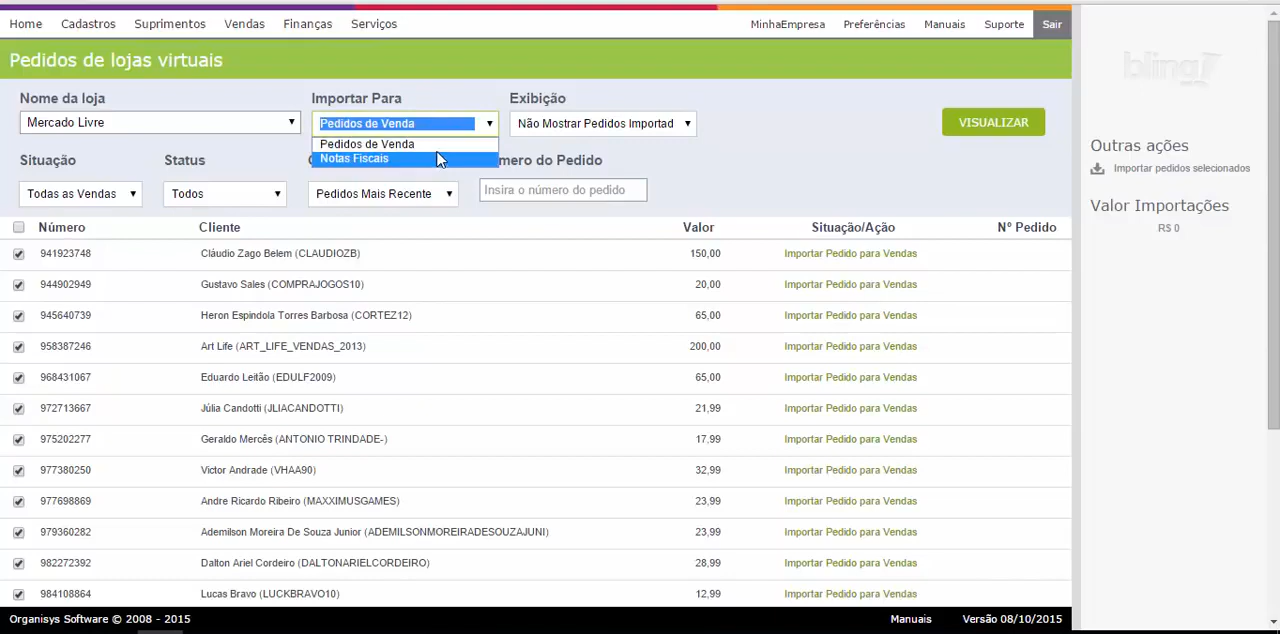 Home Cadastros Suprimentos Vendas Finanças Serviços MinhaEmpresa Preferências Manuais Suporte Sair
Pedidos de lojas virtuais
bling
Nome da loja Importar Para Exibição
Mercado Livre Pedidos de Venda Não Mostrar Pedidos Importad VISUALIZAR
Pedidos de Venda
Notas Fiscais
Outras ações
Importar pedidos selecionados
Valor Importações
R$ 0
Situação Status mero do Pedido
Todas as Vendas Todos Pedidos Mais Recente Insira o número do pedido
Número Cliente Valor Situação/Ação Nº Pedido
941923748 Cláudio Zago Belem (CLAUDIOZB) 150,00 Importar Pedido para Vendas
944902949 Gustavo Sales (COMPRAJOGOS10) 20,00 Importar Pedido para Vendas
945640739 Heron Espindola Torres Barbosa (CORTEZ12) 65,00 Importar Pedido para Vendas
958387246 Art Life (ART_LIFE_VENDAS_2013) 200,00 Importar Pedido para Vendas
968431067 Eduardo Leitão (EDULF2009) 65,00 Importar Pedido para Vendas
972713667 Júlia Candotti (JLIACANDOTTI) 21,99 Importar Pedido para Vendas
975202277 Geraldo Mercês (ANTONIO TRINDADE-) 17,99 Importar Pedido para Vendas
977380250 Victor Andrade (VHAA90) 32,99 Importar Pedido para Vendas
977698869 Andre Ricardo Ribeiro (MAXXIMUSGAMES) 23,99 Importar Pedido para Vendas
979360282 Ademilson Moreira De Souza Junior (ADEMILSONMOREIRADESOUZAJUNI) 23,99 Importar Pedido para Vendas
982272392 Dalton Ariel Cordeiro (DALTONARIELCORDEIRO) 28,99 Importar Pedido para Vendas
984108864 Lucas Bravo (LUCKBRAVO10) 12,99 Importar Pedido para Vendas
Organisys Software © 2008 - 2015 Manuais Versão 08/10/2015